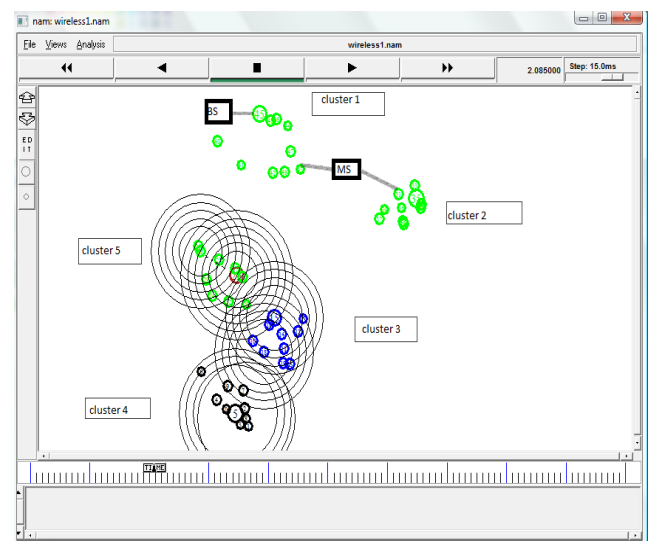 nam: wireless1.nam
File Views Analysis wireless1.nam
2.085000 Step: 15.0ms
ED
IT
cluster 1
BS
MS
cluster 2
cluster 5
cluster 3
cluster 4
5
TIME